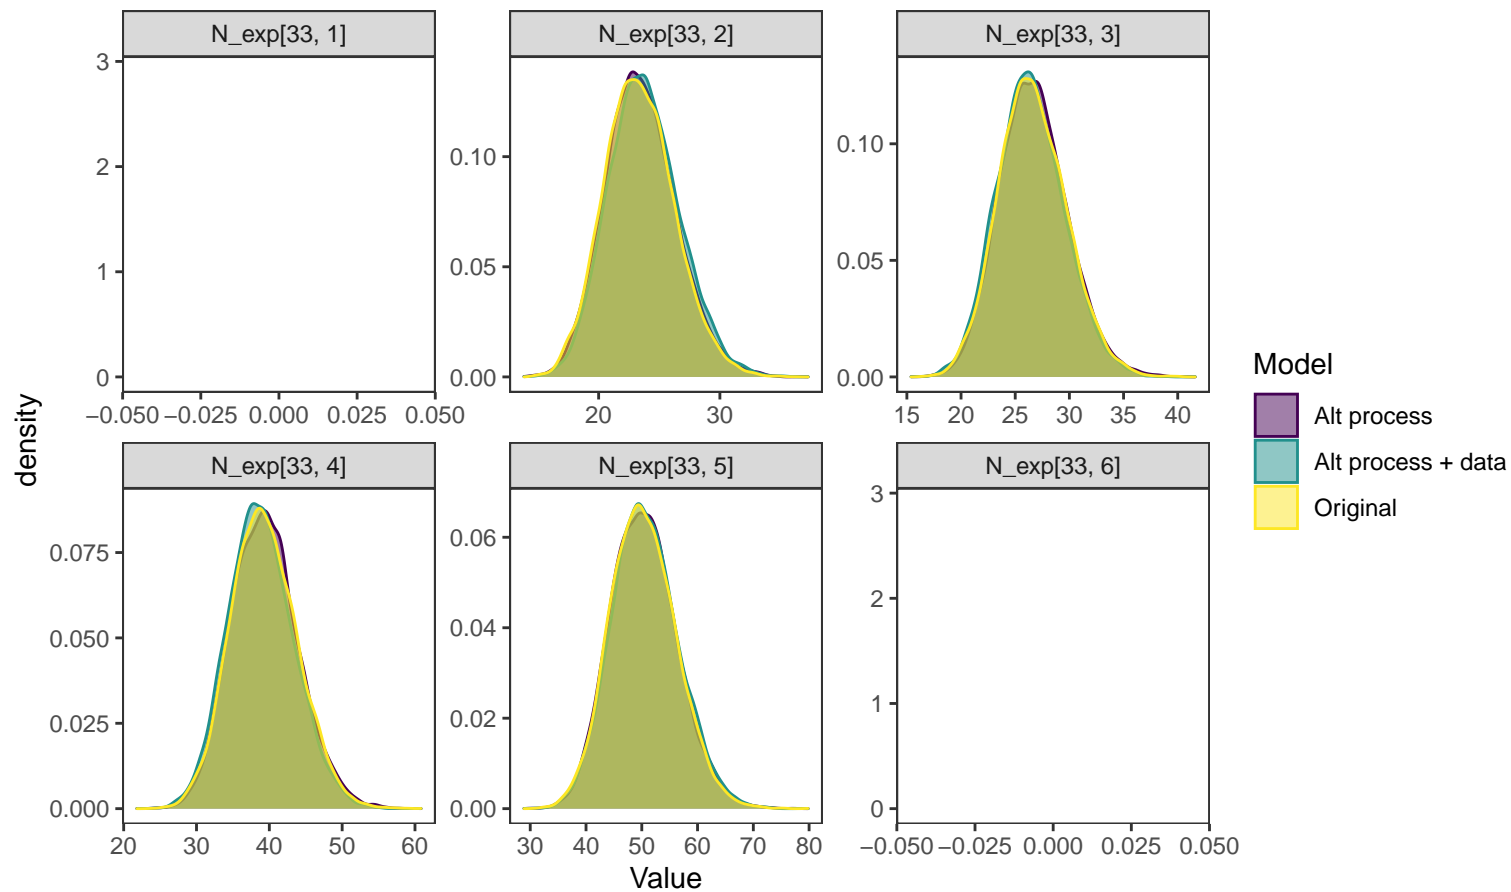 N_exp[33, 1]
N_exp[33, 2]
N_exp[33, 3]
3
2
1
0
−0.050 −0.025 0.000 0.025 0.050
0.10
0.05
0.00
20 30
0.10
0.05
0.00
15 20 25 30 35 40
N_exp[33, 4]
N_exp[33, 5]
N_exp[33, 6]
0.075
0.050
0.025
0.000
20 30 40 50 60
0.06
0.04
0.02
0.00
30 40 50 60 70 80
3
2
1
0
−0.050 −0.025 0.000 0.025 0.050
density
Value
Model
Alt process
Alt process + data
Original